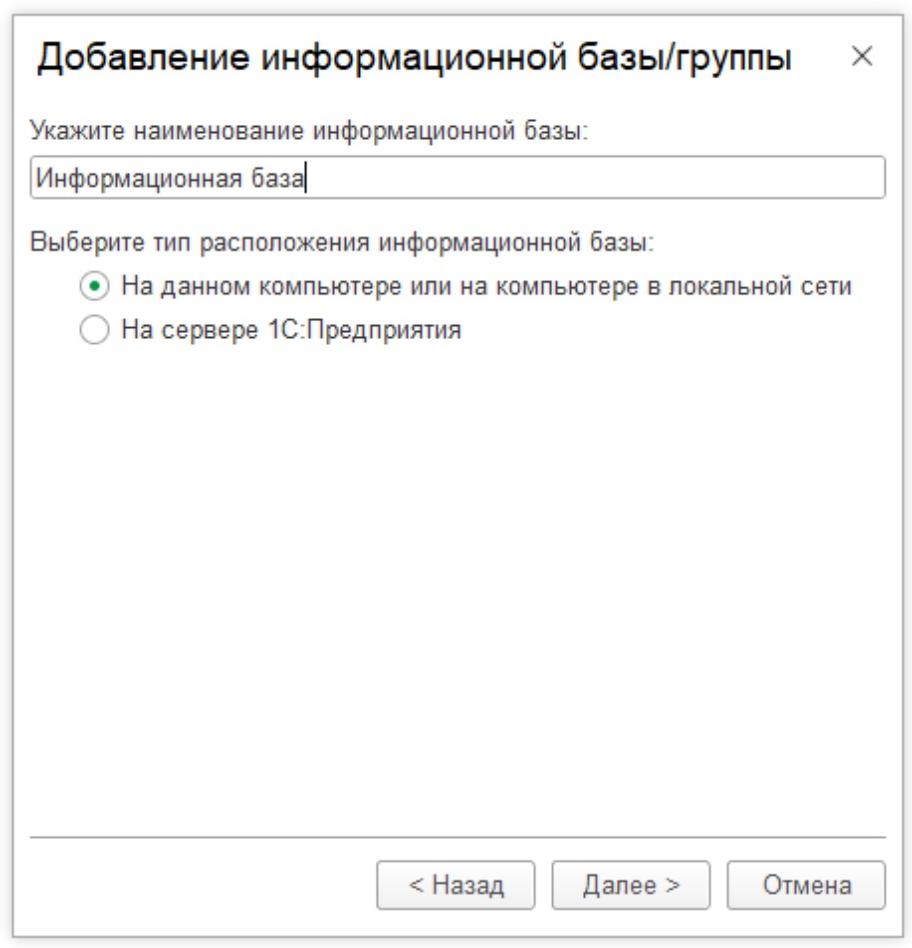 Добавление информационной базы/группы
Укажите наименование информационной базы:
Информационная база
Выберите тип расположения информационной базы:
На данном компьютере или на компьютере в локальной сети
На сервере 1С:Предприятия
< Назад
Далее >
Отмена